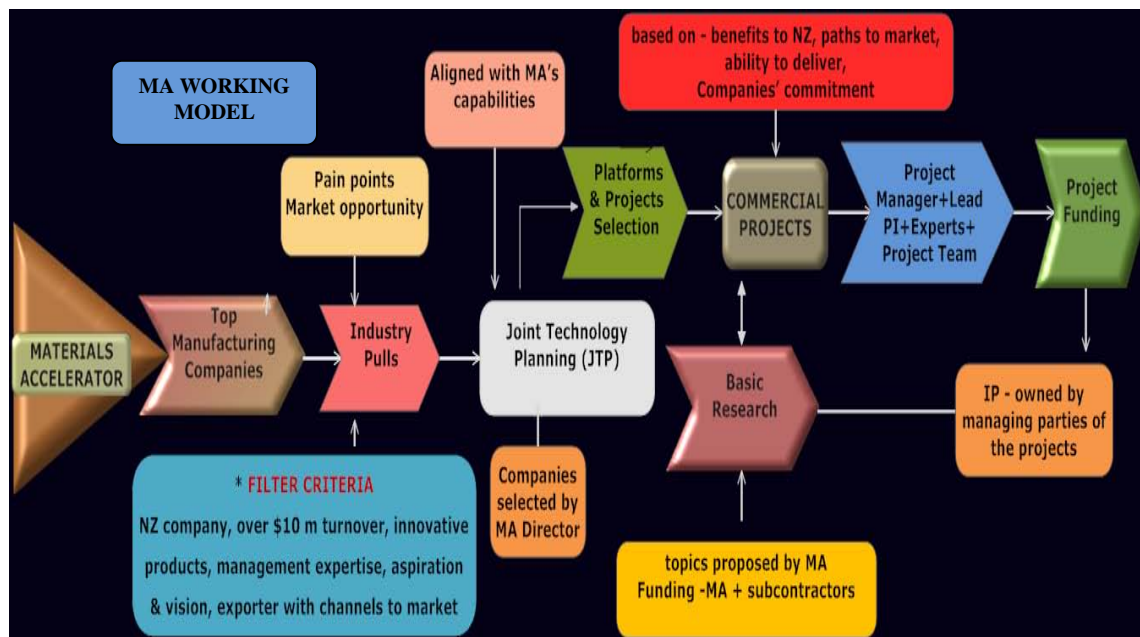 MA WORKING
MODEL
Aligned with MA's
capabilities
based on - benefits to NZ, paths to market,
ability to deliver,
Companies' commitment
Pain points
Market opportunity
Platforms
& Projects
Selection
COMMERCIAL
PROJECTS
Project
Manager+Lead
PI+Experts+
Project Team
Project
Funding
MATERIALS
ACCELERATOR
Top
Manufacturing
Companies
Industry
Pulls
Joint Technology
Planning (JTP)
Basic
Research
IP - owned by
managing parties of
the projects
* FILTER CRITERIA
NZ company, over $10 m turnover, innovative
products, management expertise, aspiration
& vision, exporter with channels to market
Companies
selected by
MA Director
topics proposed by MA
Funding -MA + subcontractors